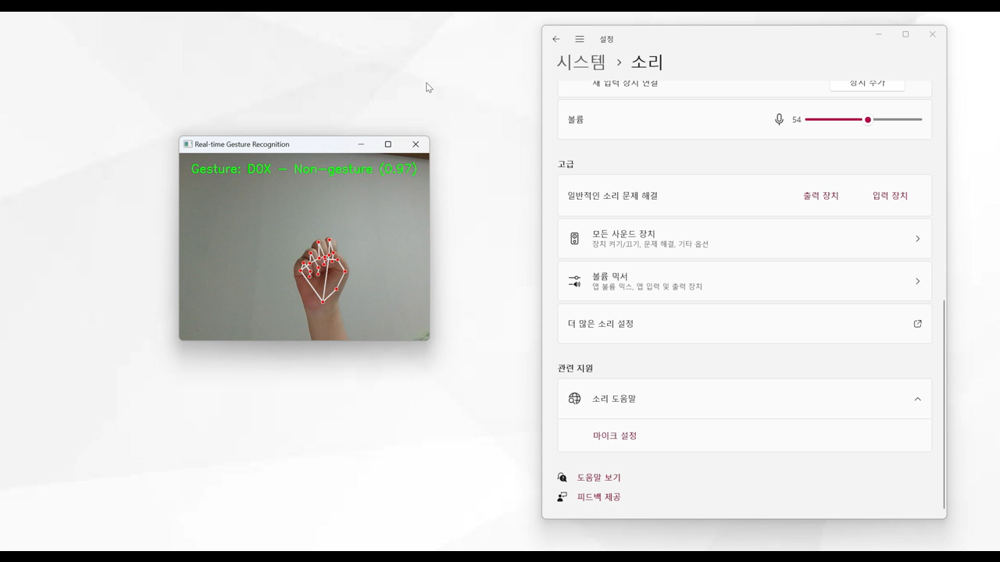 Real-time Gesture Recognition
Gesture: D0X - Non-gesture (0.97)
설정
시스템 › 소리
새 입력 장치 연결
장치 추가
볼륨
54
고급
일반적인 소리 문제 해결
출력 장치
입력 장치
모든 사운드 장치
장치 켜기/끄기, 문제 해결, 기타 옵션
볼륨 믹서
앱 볼륨 믹스, 앱 입력 및 출력 장치
더 많은 소리 설정
관련 지원
소리 도움말
마이크 설정
도움말 보기
피드백 제공